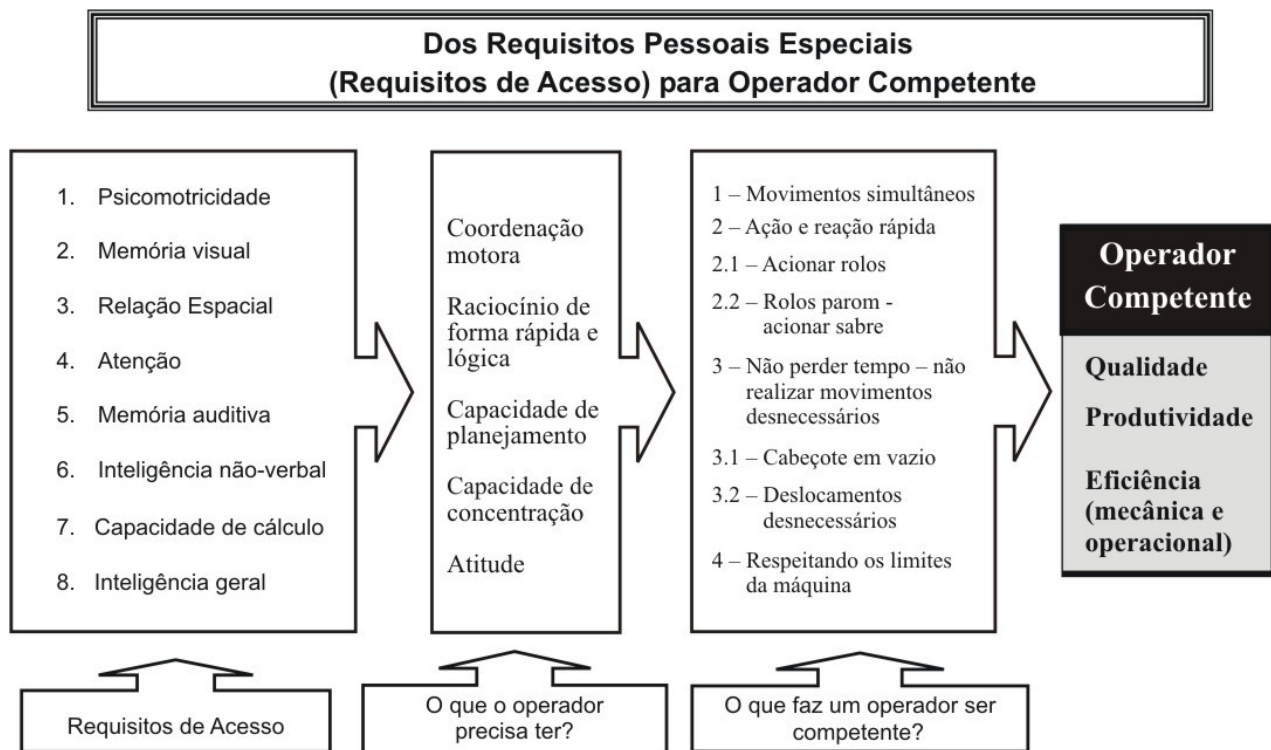 Dos Requisitos Pessoais Especiais
(Requisitos de Acesso) para Operador Competente
1. Psicomotricidade
2. Memória visual
3. Relação Espacial
4. Atenção
5. Memória auditiva
6. Inteligência não-verbal
7. Capacidade de cálculo
8. Inteligência geral
Requisitos de Acesso
Coordenação
motora
Raciocínio de
forma rápida e
lógica
Capacidade de
planejamento
Capacidade de
concentração
Atitude
O que o operador
precisa ter?
1 – Movimentos simultâneos
2 – Ação e reação rápida
2.1 – Acionar rolos
2.2 – Rolos parom -
acionar sabre
3 – Não perder tempo – não
realizar movimentos
desnecessários
3.1 – Cabeçote em vazio
3.2 – Deslocamentos
desnecessários
4 – Respeitando os limites
da máquina
O que faz um operador ser
competente?
Operador
Competente
Qualidade
Produtividade
Eficiência
(mecânica e
operacional)